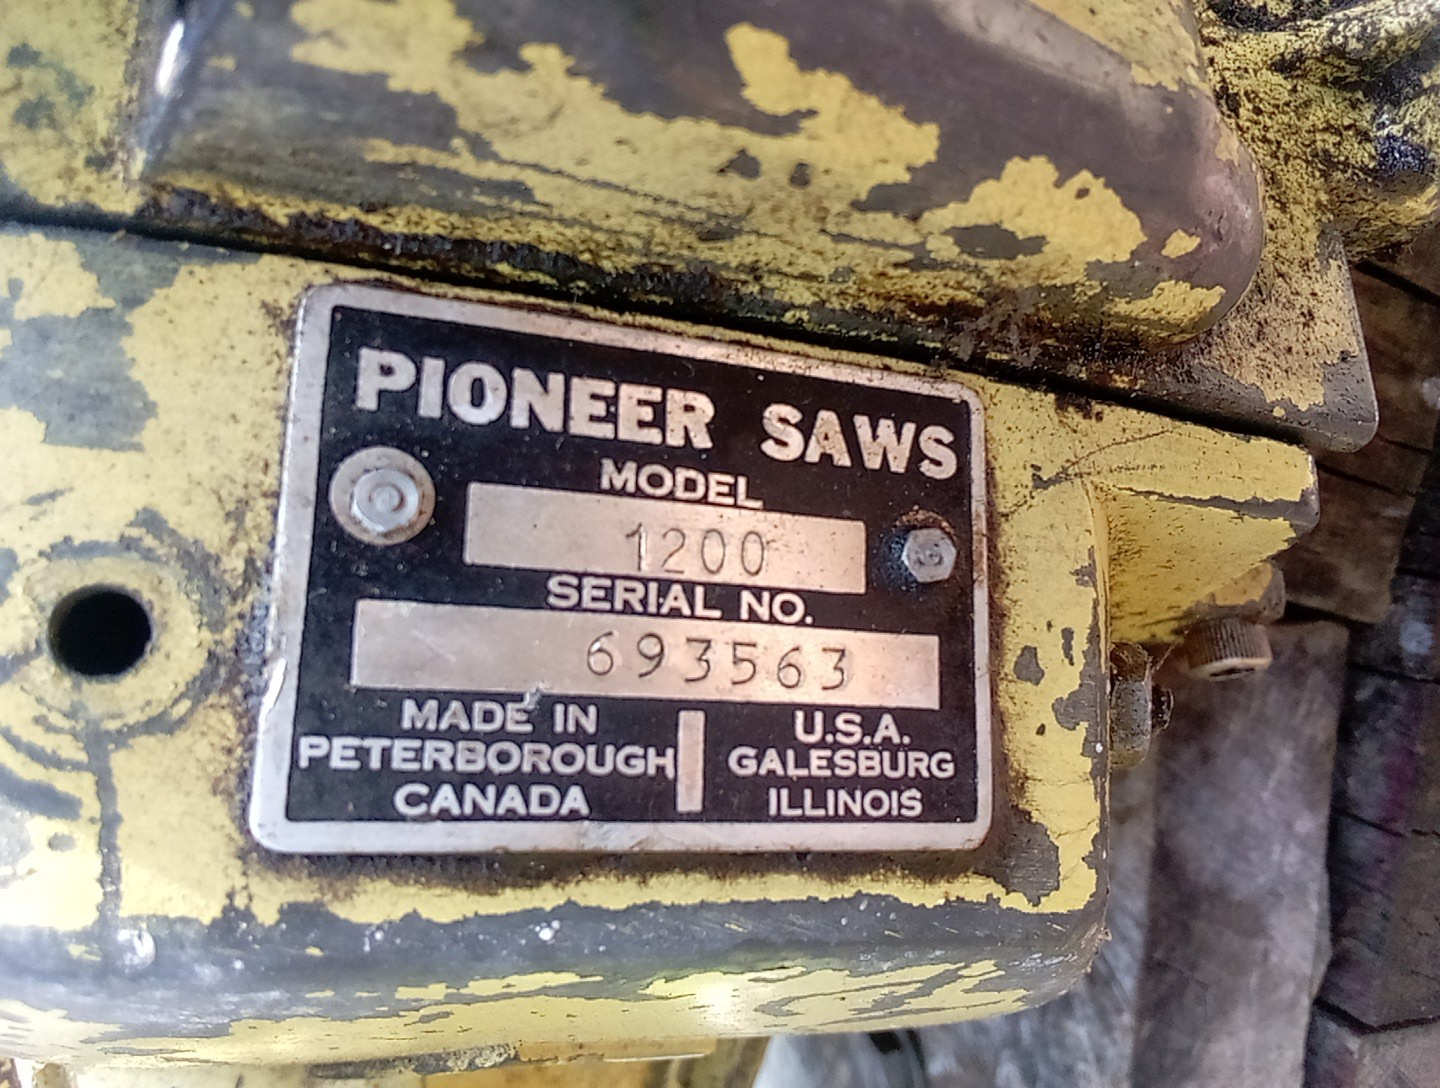 PIONEER SAWS
MODEL
1200
SERIAL NO.
693563
MADE IN
PETERBOROUGH
CANADA
U.S.A.
GALESBURG
ILLINOIS